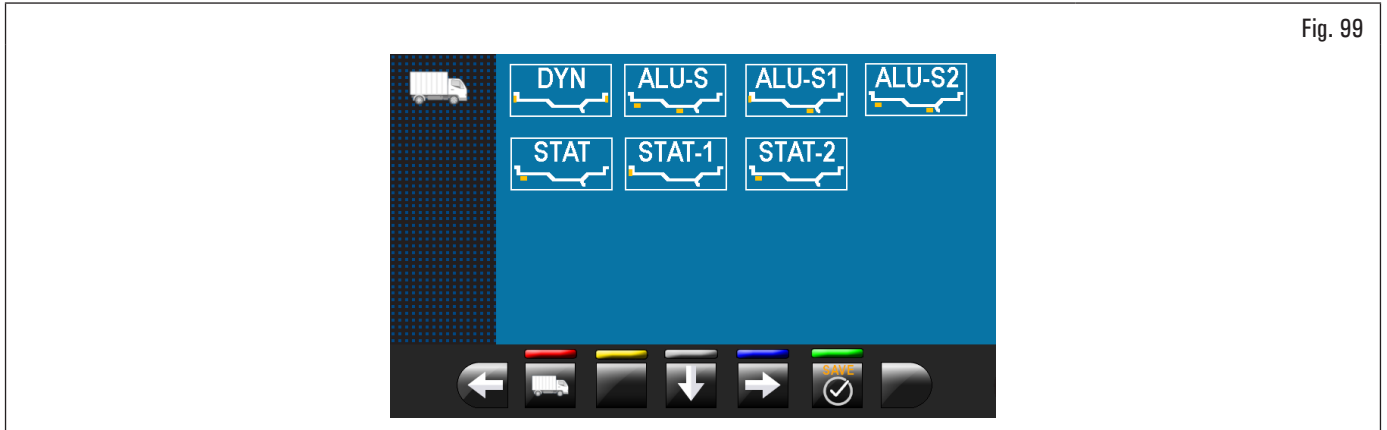 Fig. 99
DYN ALU-S ALU-S1 ALU-S2
STAT STAT-1 STAT-2
SAVE